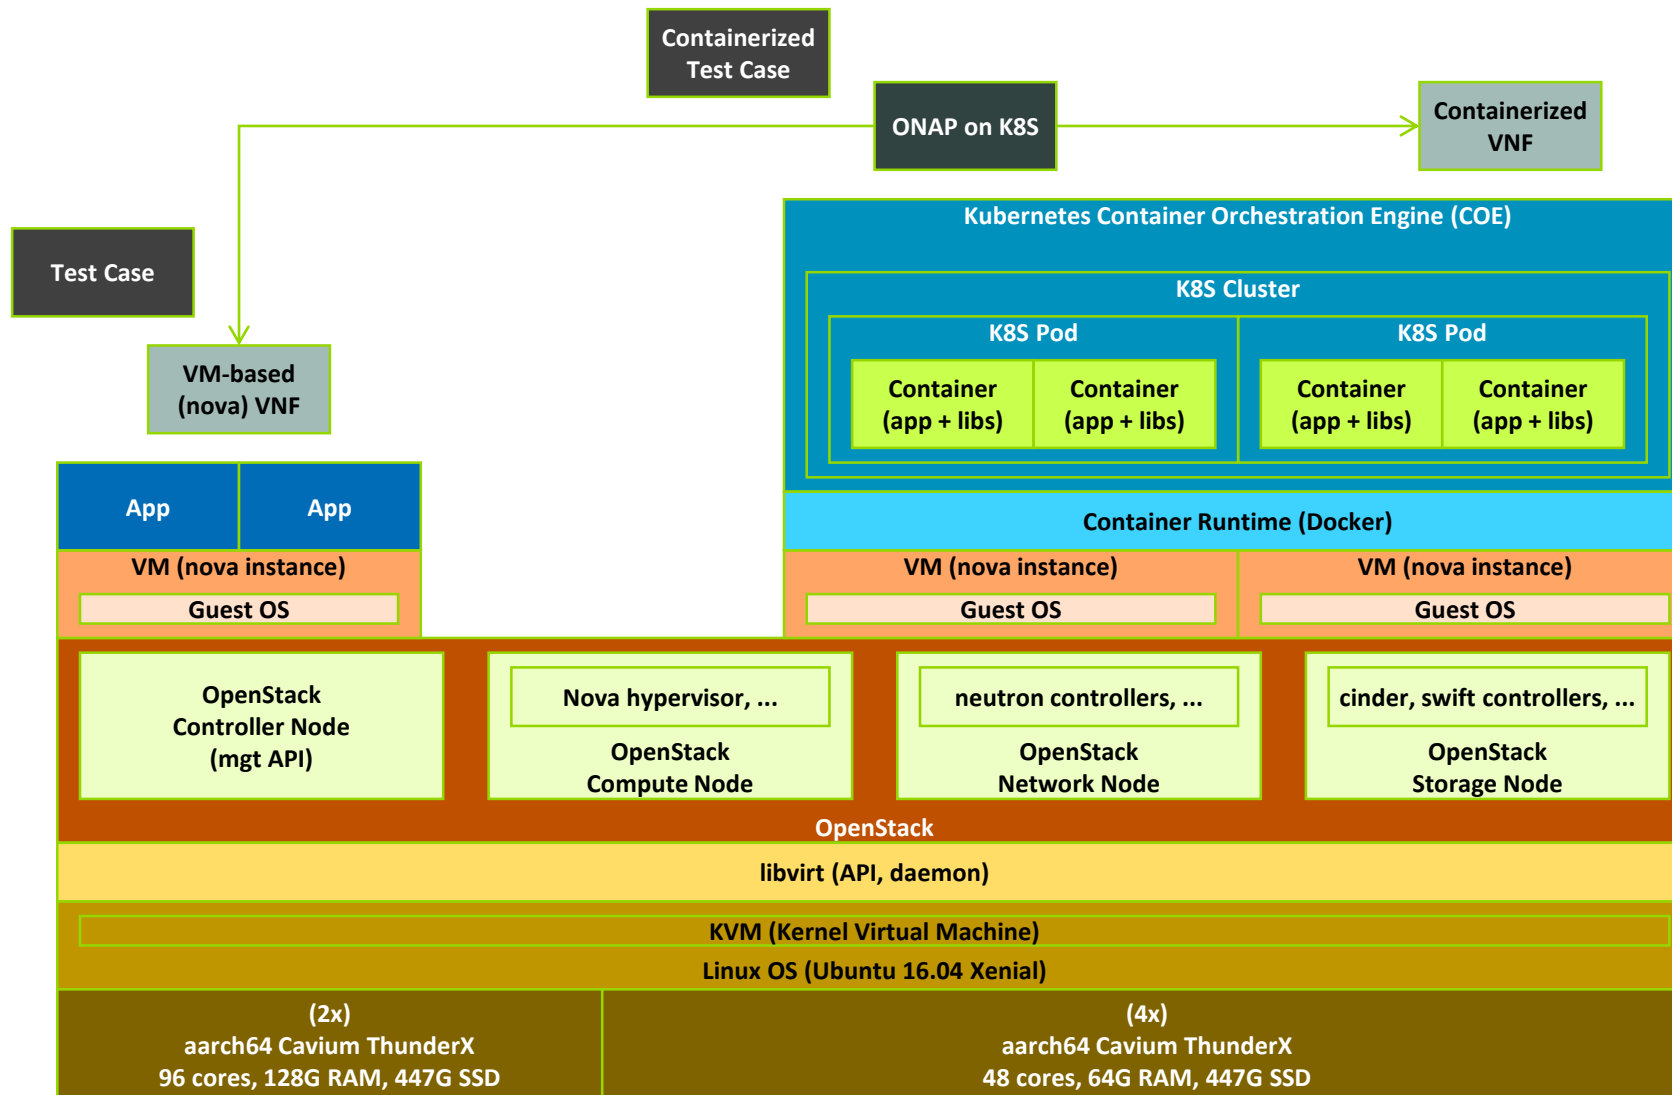 Containerized
Test Case
ONAP on K8S
Containerized
VNF
Kubernetes Container Orchestration Engine (COE)
Test Case
K8S Cluster
K8S Pod
K8S Pod
VM-based
(nova) VNF
Container
(app + libs)
Container
(app + libs)
Container
(app + libs)
Container
(app + libs)
App
App
Container Runtime (Docker)
VM (nova instance)
Guest OS
VM (nova instance)
Guest OS
VM (nova instance)
Guest OS
OpenStack
Controller Node
(mgt API)
Nova hypervisor, ...
OpenStack
Compute Node
neutron controllers, ...
OpenStack
Network Node
cinder, swift controllers, ...
OpenStack
Storage Node
OpenStack
libvirt (API, daemon)
KVM (Kernel Virtual Machine)
Linux OS (Ubuntu 16.04 Xenial)
(2x)
aarch64 Cavium ThunderX
96 cores, 128G RAM, 447G SSD
(4x)
aarch64 Cavium ThunderX
48 cores, 64G RAM, 447G SSD